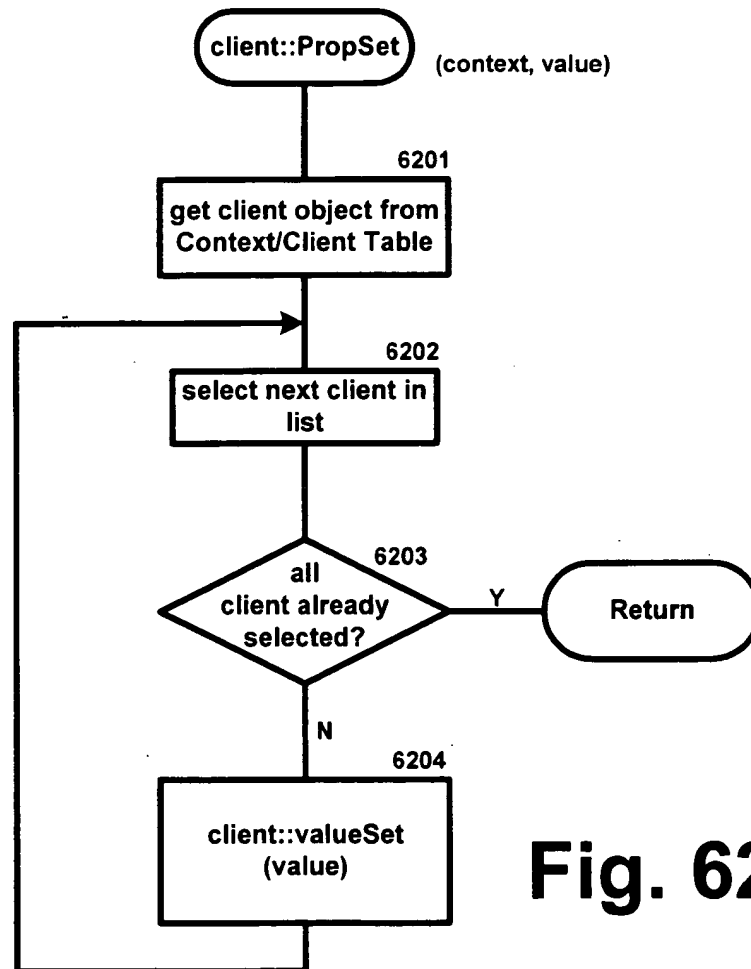 client::PropSet
(context, value)
6201
get client object from
Context/Client Table
6202
select next client in
list
6203
all
client already
selected?
Y
Return
N
6204
client::valueSet
(value)
Fig. 62